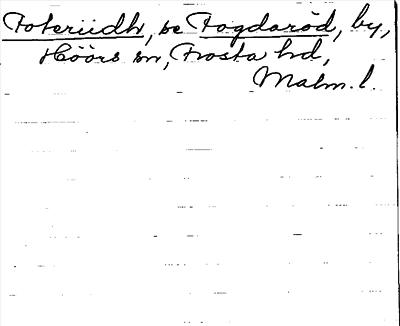 Foteriidh, se Fogdaröd, by,
Höörs sn, Frosta hd,
Malm. l.